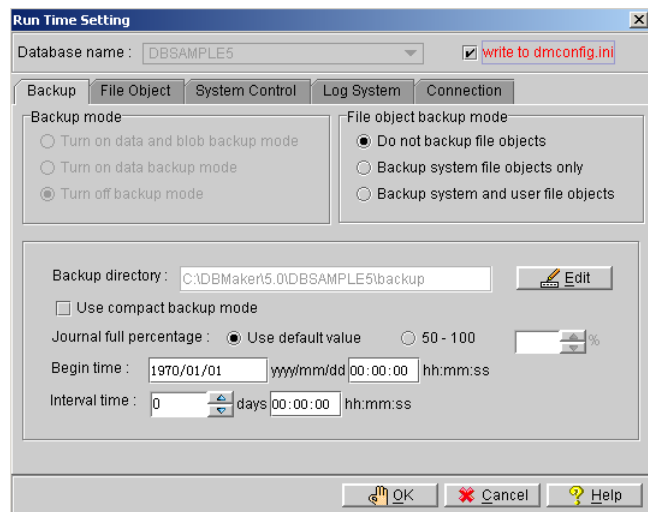 Run Time Setting
Database name : DBSAMPLE5 write to dmconfig.ini
Backup File Object System Control Log System Connection
Backup mode
Turn on data and blob backup mode
Turn on data backup mode
Turn off backup mode
File object backup mode
Do not backup file objects
Backup system file objects only
Backup system and user file objects
Backup directory : C:\DBMaker\5.0\DBSAMPLE5\backup Edit
Use compact backup mode
Journal full percentage : Use default value 50 - 100 %
Begin time : 1970/01/01 yyyy/mm/dd 00:00:00 hh:mm:ss
Interval time : 0 days 00:00:00 hh:mm:ss
OK Cancel Help